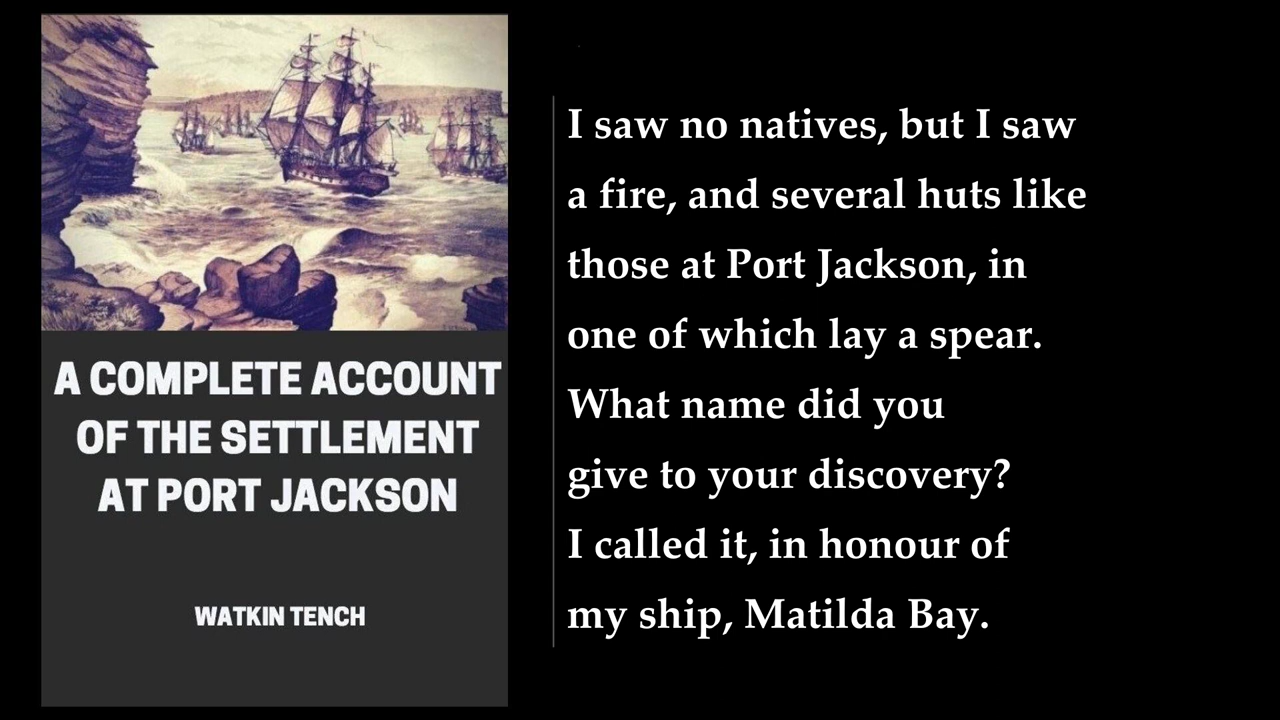 A COMPLETE ACCOUNT
OF THE SETTLEMENT
AT PORT JACKSON
WATKIN TENCH
I saw no natives, but I saw
a fire, and several huts like
those at Port Jackson, in
one of which lay a spear.
What name did you
give to your discovery?
I called it, in honour of
my ship, Matilda Bay.